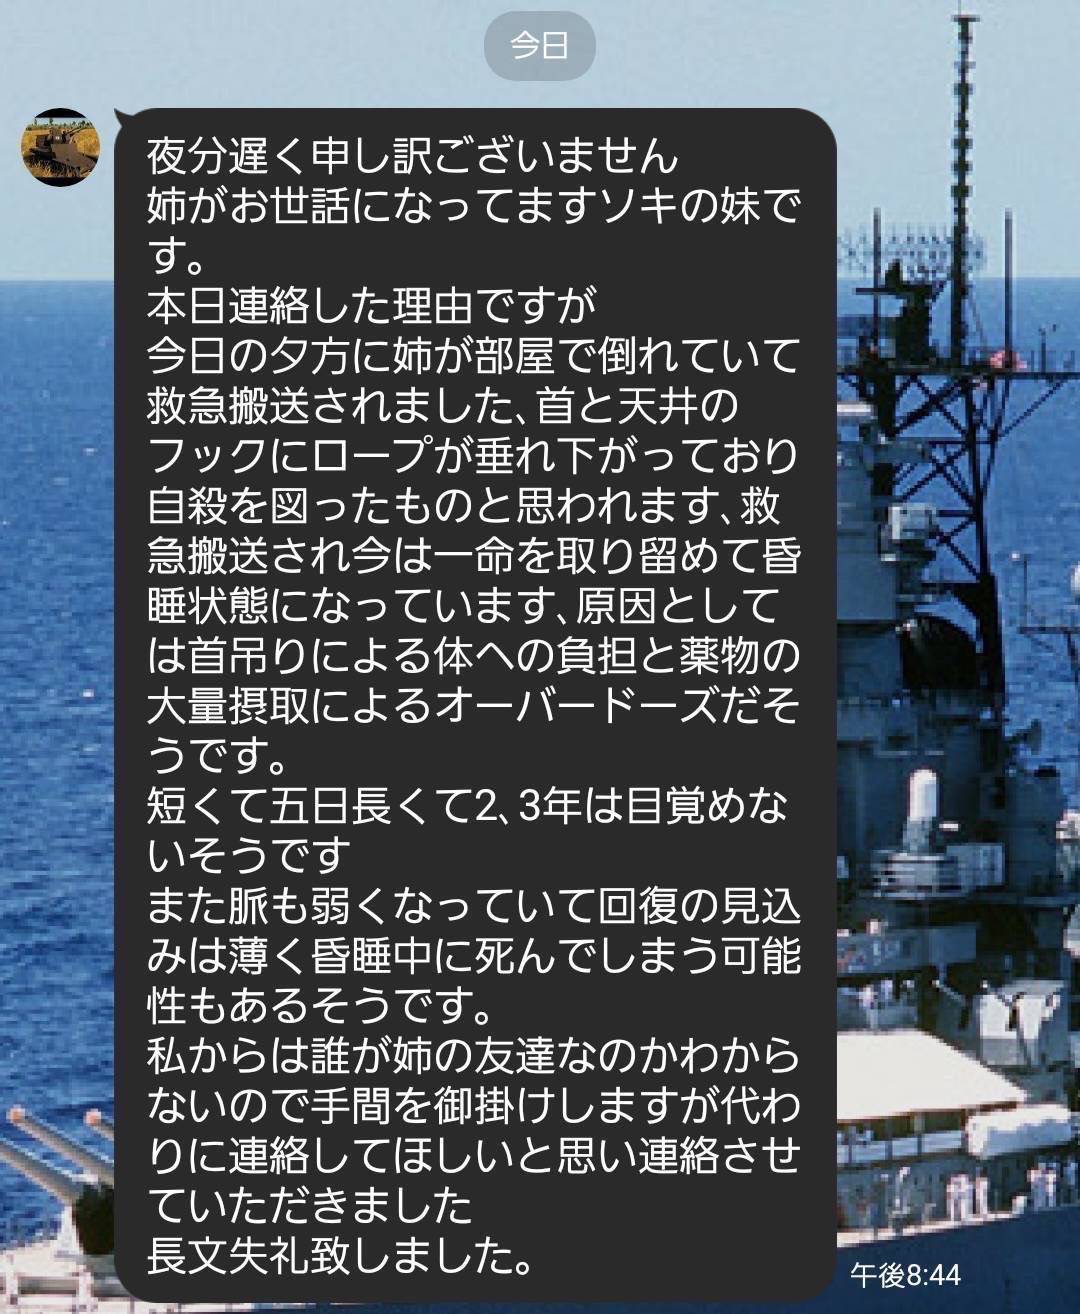 今日
夜分遅く申し訳ございません
姉がお世話になってますソキの妹で
す。
本日連絡した理由ですが
今日の夕方に姉が部屋で倒れていて
救急搬送されました、首と天井の
フックにロープが垂れ下がっており
自殺を図ったものと思われます、救
急搬送され今は一命を取り留めて昏
睡状態になっています、原因として
は首吊りによる体への負担と薬物の
大量摂取によるオーバードーズだそ
うです。
短くて五日長くて2、3年は目覚めな
いそうです
また脈も弱くなっていて回復の見込
みは薄く昏睡中に死んでしまう可能
性もあるそうです。
私からは誰が姉の友達なのかわから
ないので手間を御掛けしますが代わ
りに連絡してほしいと思い連絡させ
ていただきました
長文失礼致しました。
午後8:44